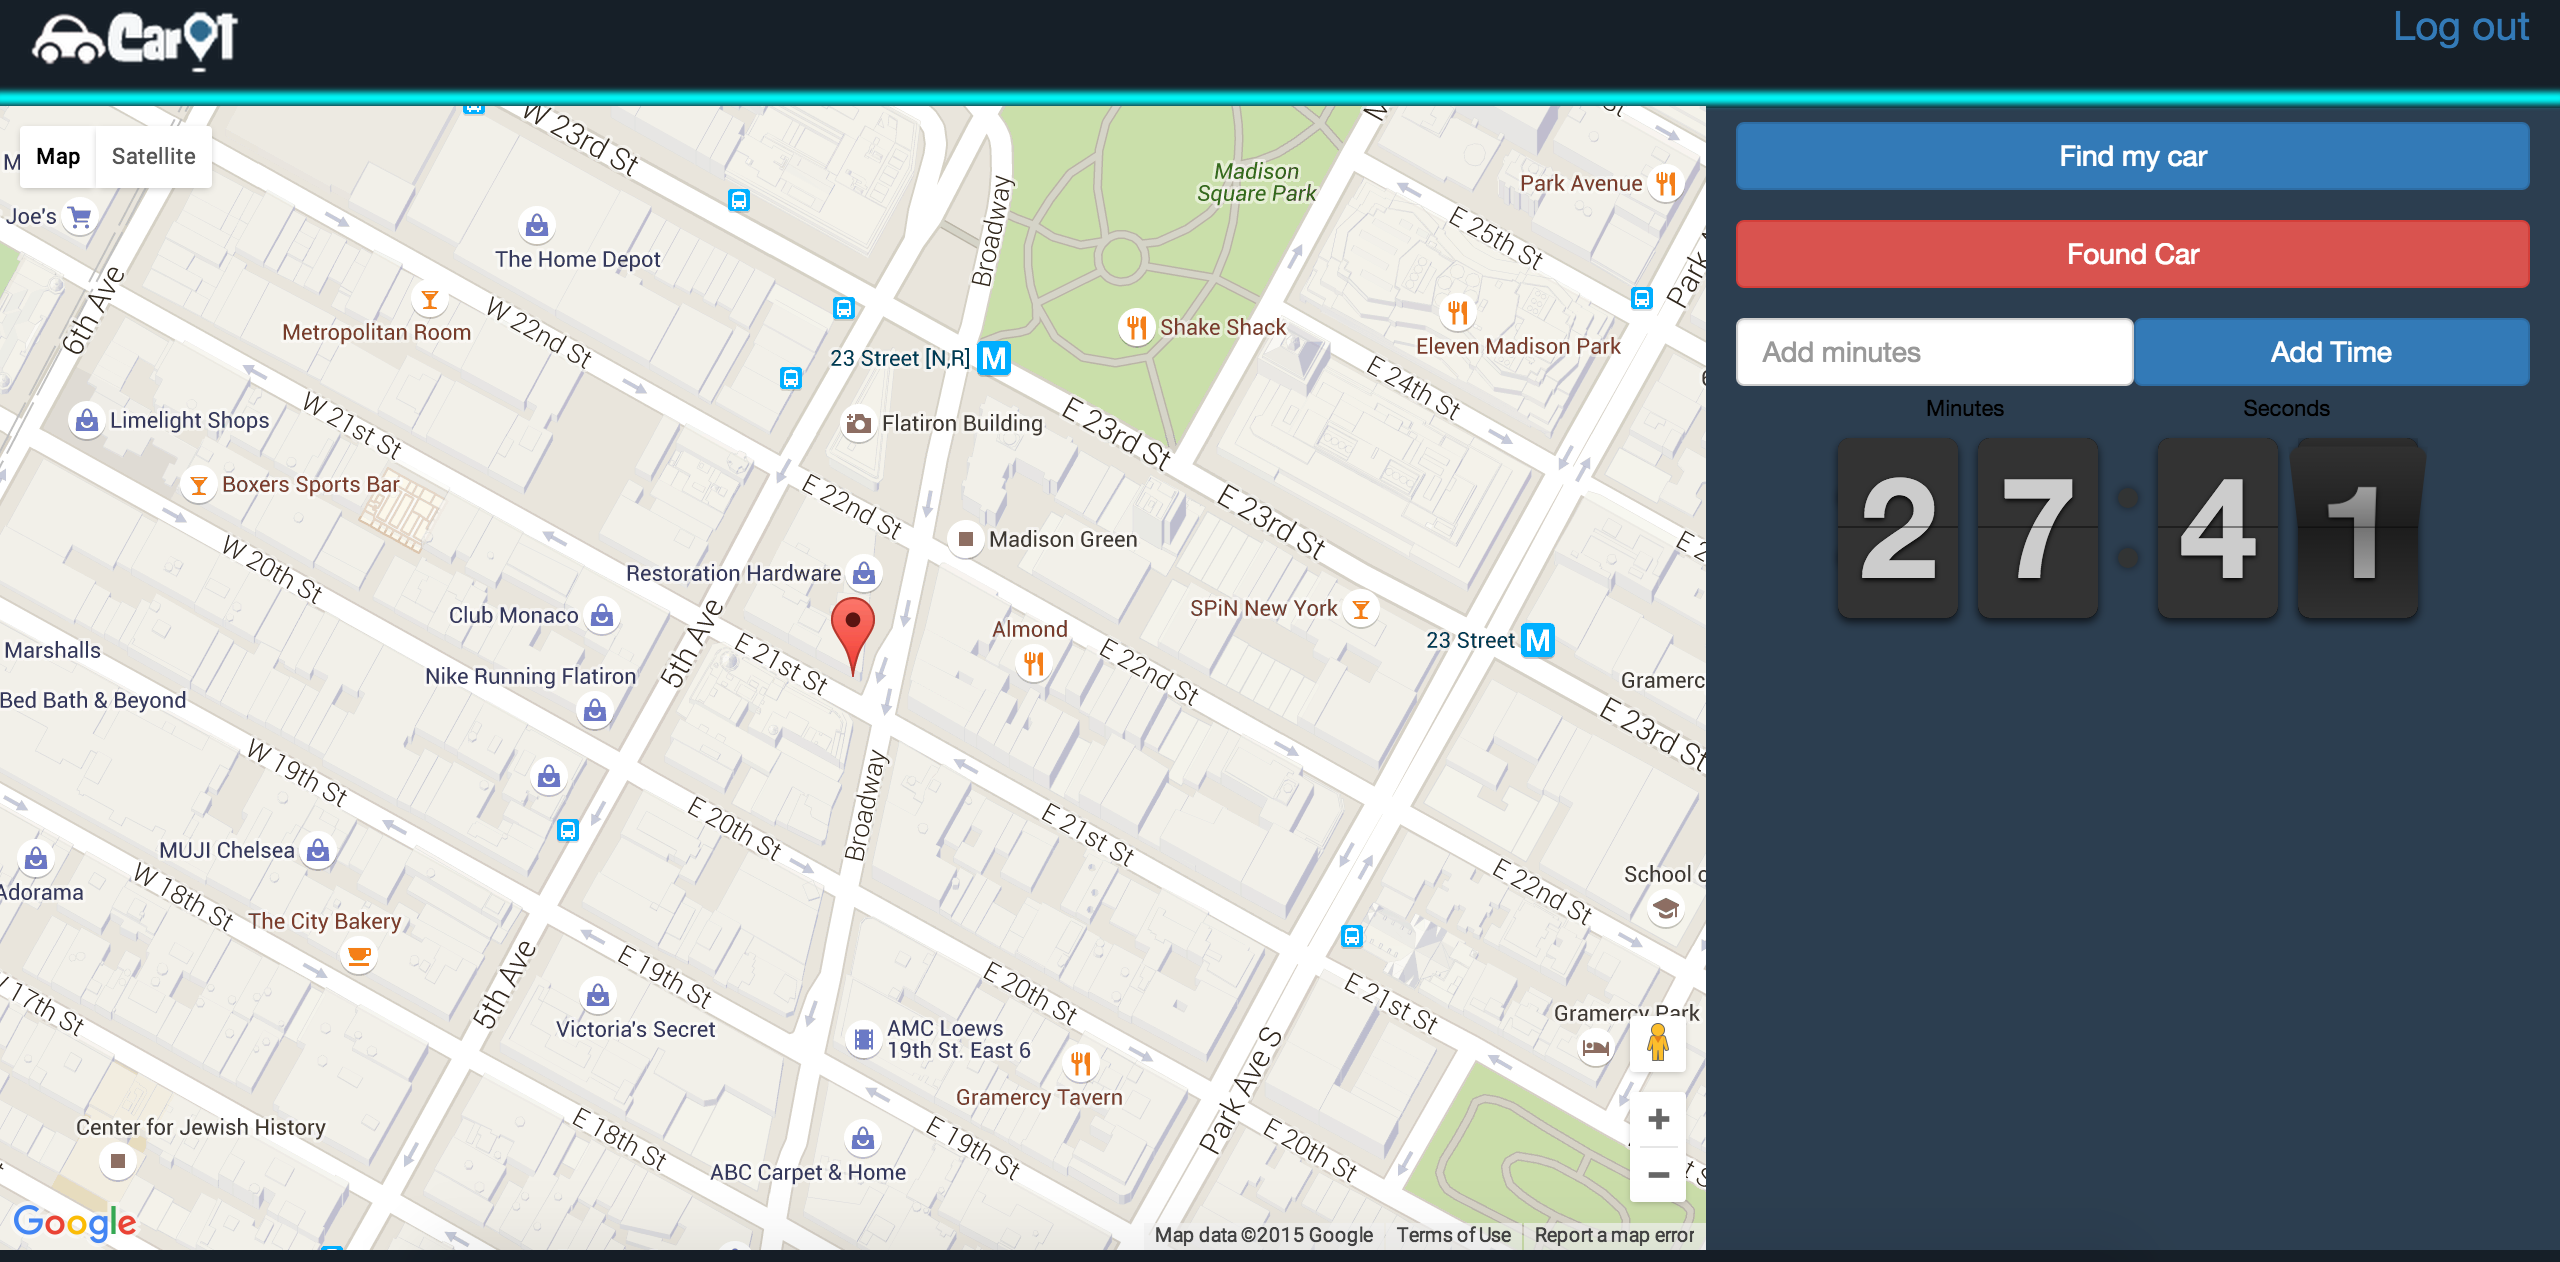 Car T
Log out
Map
Satellite
Find my car
Found Car
Add minutes
Add Time
Minutes
Seconds
27:41
W 23rd St
Joe's
The Home Depot
Madison
Square Park
Park Avenue
E 25th St
Broadway
6th Ave
Metropolitan Room
W 22nd St
Shake Shack
Eleven Madison Park
23 Street [N,R]
M
E 24th St
Limelight Shops
W 21st St
Flatiron Building
E 23rd St
Boxers Sports Bar
E 22nd St
E 23rd St
Madison Green
W 20th St
Restoration Hardware
Club Monaco
SPiN New York
Almond
23 Street
M
5th Ave
E 21st St
Marshalls
Nike Running Flatiron
E 22nd St
Bed Bath & Beyond
E 23rd St
W 19th St
Broadway
E 20th St
E 21st St
MUJI Chelsea
Adorama
W 18th St
E 22nd St
The City Bakery
5th Ave
E 19th St
E 20th St
E 21st St
Gramercy Park
17th St
Victoria's Secret
AMC Loews
19th St. East 6
Park Ave S
Gramercy Tavern
Center for Jewish History
E 18th St
E 19th St
E 20th St
ABC Carpet & Home
Google
Map data ©2015 Google
Terms of Use
Report a map error